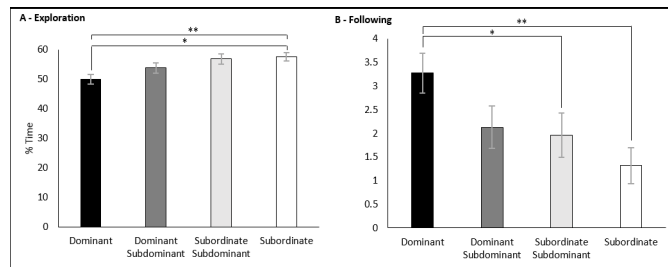 A - Exploration
**
*
% Time
60
50
40
30
20
10
0
Dominant
Dominant
Subdominant
Subordinate
Subdominant
Subordinate
B - Following
**
*
4
3.5
3
2.5
2
1.5
1
0.5
0
Dominant
Dominant
Subdominant
Subordinate
Subdominant
Subordinate